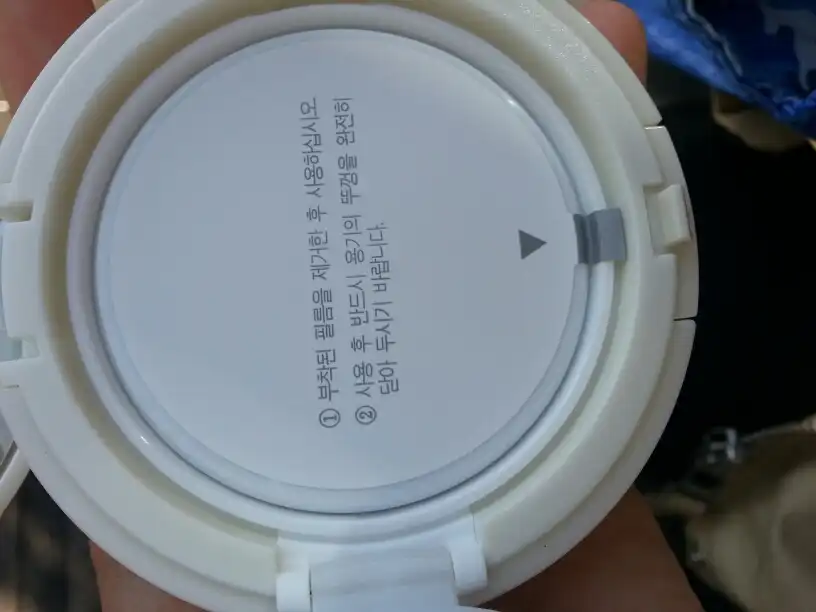 ① 부착된 필름을 제거한 후 사용하십시오
② 사용 후 반드시 용기의 뚜껑을 완전히
닫아 두시기 바랍니다.